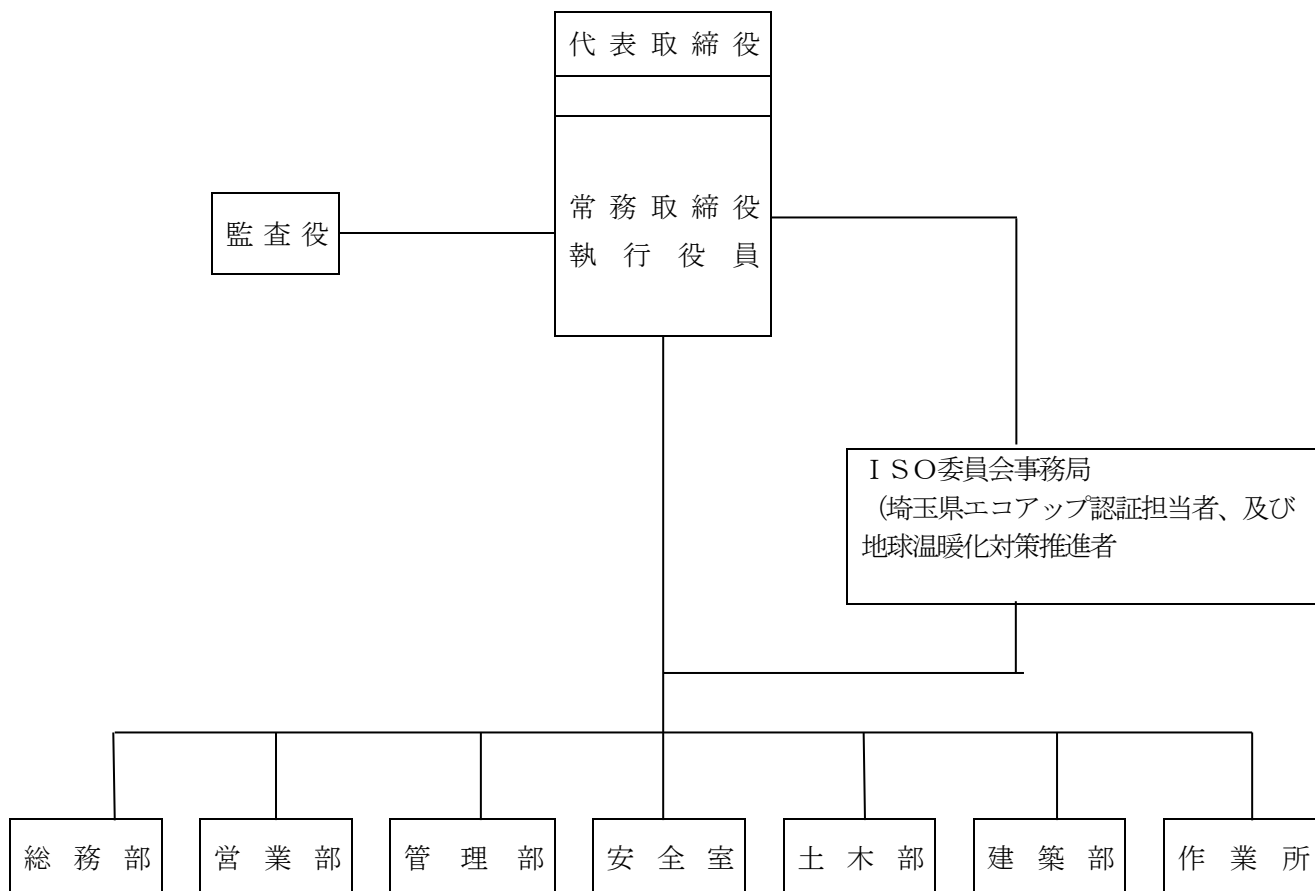 代表取締役
常務取締役
執行役員
監査役
ＩＳＯ委員会事務局
（埼玉県エコアップ認証担当者、及び
地球温暖化対策推進者
総務部
営業部
管理部
安全室
土木部
建築部
作業所